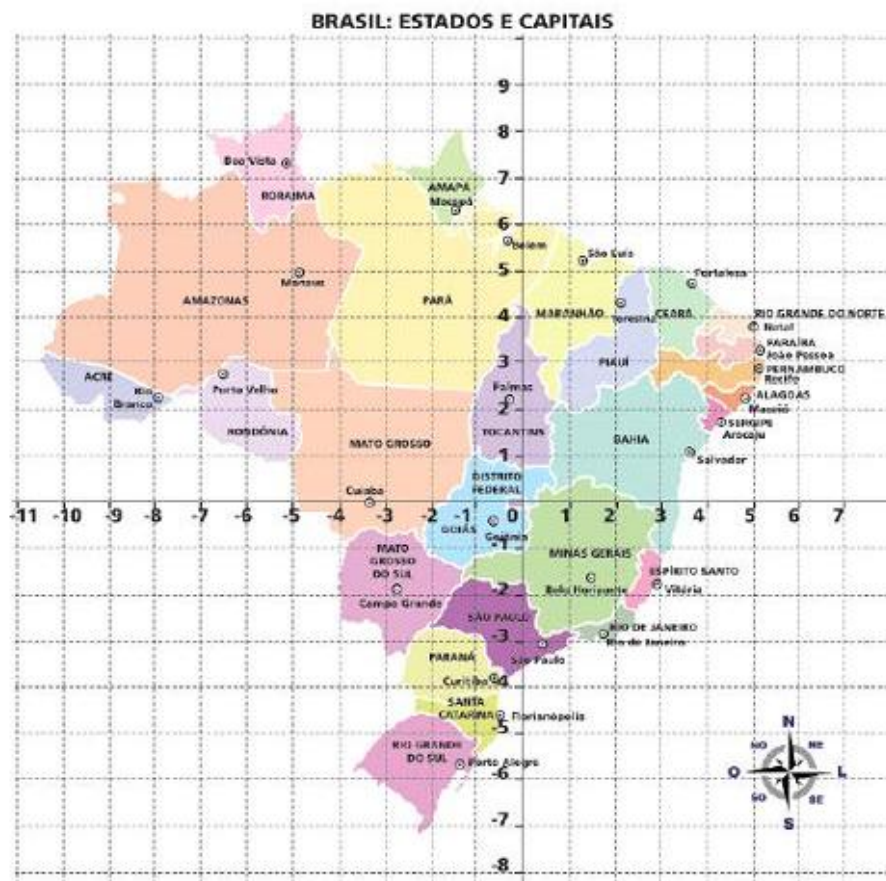 BRASIL: ESTADOS E CAPITAIS
9
8
Boa Vista
7
RORAIMA
AMAPÁ
Macapá
6
Belém
São Luís
5
Manaus
Fortaleza
AMAZONAS
PARÁ
4
MARANHÃO
Teresina
CEARÁ
RIO GRANDE DO NORTE
Natal
3
PIAUÍ
PARAÍBA
João Pessoa
ACRE
Rio
Branco
Porto Velho
PERNAMBUCO
Recife
Palmas
2
ALAGOAS
Maceió
RONDÔNIA
MATO GROSSO
TOCANTINS
BAHIA
SERGIPE
Aracaju
1
Salvador
DISTRITO
FEDERAL
Cuiabá
-11 -10 -9 -8 -7 -6 -5 -4 -3 -2 -1 0 1 2 3 4 5 6 7
GOIÁS
Goiânia
-1
MATO
GROSSO
DO SUL
MINAS GERAIS
ESPÍRITO SANTO
Vitória
-2
Belo Horizonte
Campo Grande
SÃO PAULO
RIO DE JANEIRO
Rio de Janeiro
-3
PARANÁ
São Paulo
Curitiba
-4
SANTA
CATARINA
Florianópolis
-5
RIO GRANDE
DO SUL
Porto Alegre
-6
-7
-8
N
NO
NE
O
L
SO
SE
S